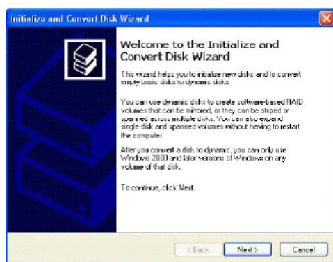 Initialize and Convert Disk Wizard
Welcome to the Initialize and
Convert Disk Wizard
This wizard helps you to initialize new disks and to convert
empty basic disks to dynamic disks.
You can use dynamic disks to create software-based RAID
volumes that can be mirrored, or they can be striped or
spanned across multiple disks. You can also expand
single-disk and spanned volumes without having to restart
the computer.
After you convert a disk to dynamic, you can only use
Windows 2000 and later versions of Windows on any
volume of that disk.
To continue, click Next.
< Back
Next >
Cancel